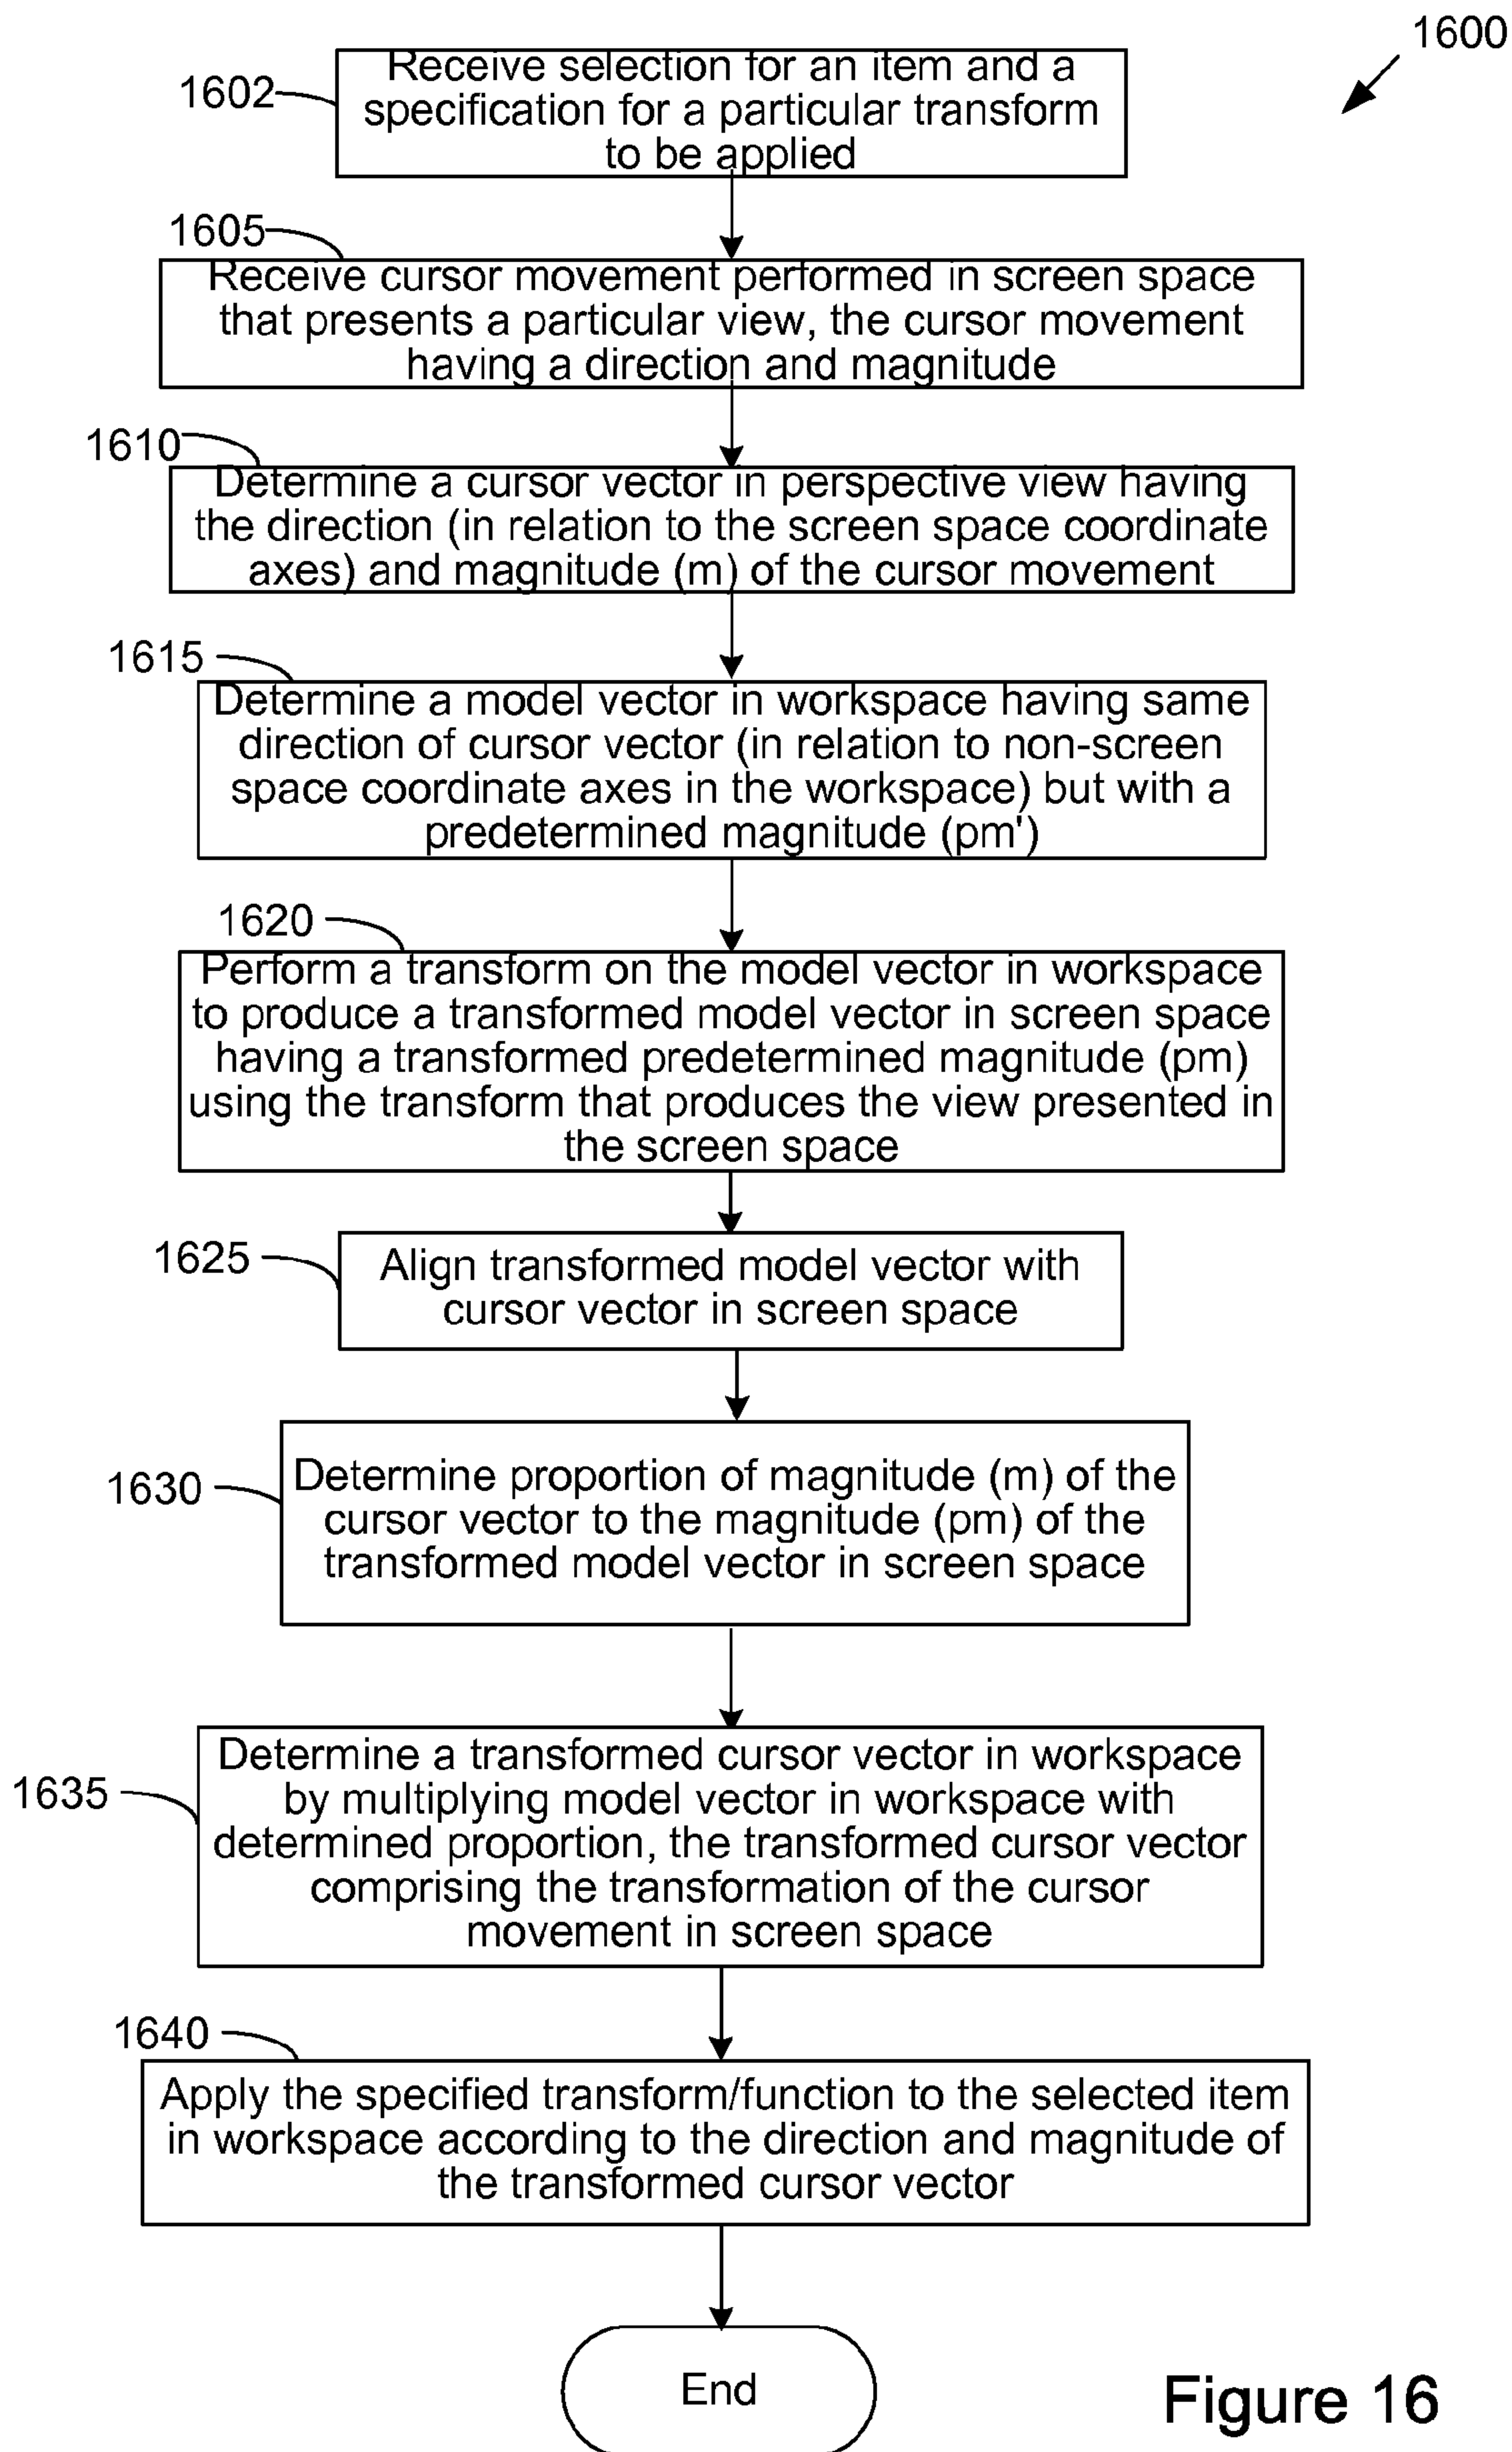 1600
1602
Receive selection for an item and a
specification for a particular transform
to be applied
1605
Receive cursor movement performed in screen space
that presents a particular view, the cursor movement
having a direction and magnitude
1610
Determine a cursor vector in perspective view having
the direction (in relation to the screen space coordinate
axes) and magnitude (m) of the cursor movement
1615
Determine a model vector in workspace having same
direction of cursor vector (in relation to non-screen
space coordinate axes in the workspace) but with a
predetermined magnitude (pm')
1620
Perform a transform on the model vector in workspace
to produce a transformed model vector in screen space
having a transformed predetermined magnitude (pm)
using the transform that produces the view presented in
the screen space
1625
Align transformed model vector with
cursor vector in screen space
1630
Determine proportion of magnitude (m) of the
cursor vector to the magnitude (pm) of the
transformed model vector in screen space
1635
Determine a transformed cursor vector in workspace
by multiplying model vector in workspace with
determined proportion, the transformed cursor vector
comprising the transformation of the cursor
movement in screen space
1640
Apply the specified transform/function to the selected item
in workspace according to the direction and magnitude of
the transformed cursor vector
End
Figure 16